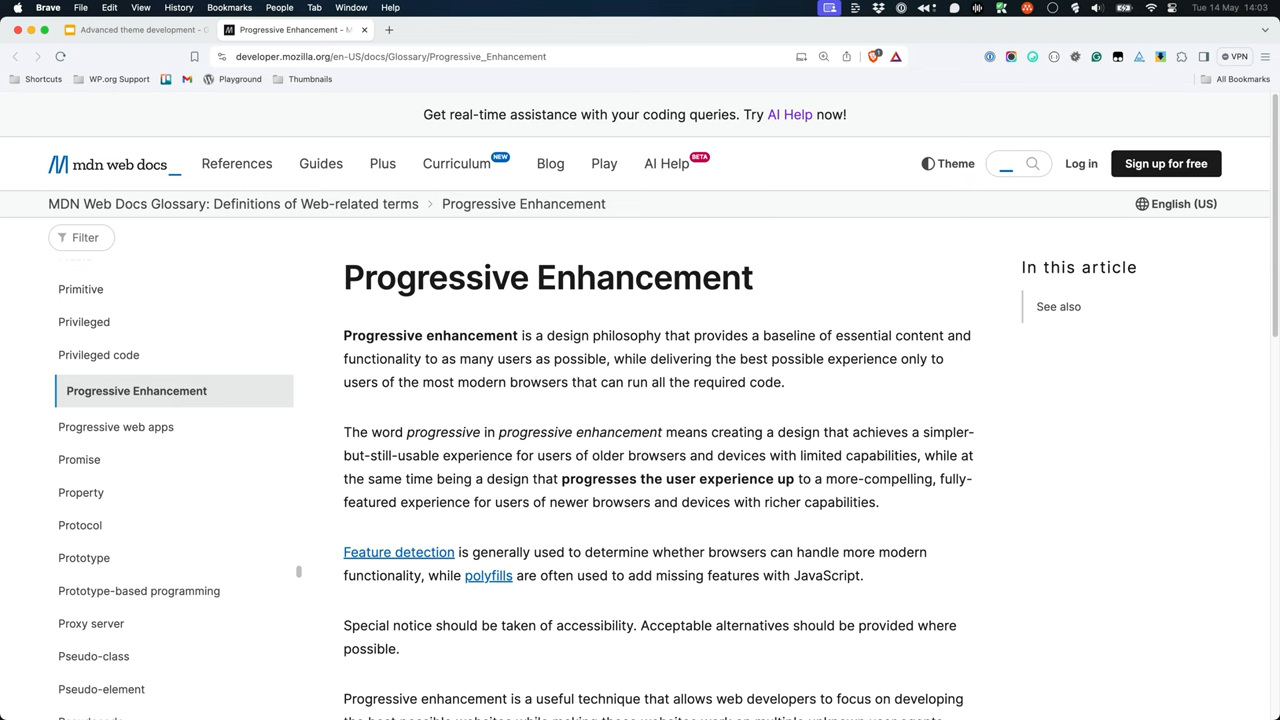 Brave File Edit View History Bookmarks People Tab Window Help Tue 14 May 14:03
Advanced theme development - G Progressive Enhancement - M
developer.mozilla.org/en-US/docs/Glossary/Progressive_Enhancement 1 VPN
Shortcuts WP.org Support Playground Thumbnails All Bookmarks
Get real-time assistance with your coding queries. Try AI Help now!
mdn web docs_ References Guides Plus Curriculum NEW Blog Play AI Help BETA Theme Log in Sign up for free
MDN Web Docs Glossary: Definitions of Web-related terms Progressive Enhancement English (US)
Filter
Primitive
Privileged
Privileged code
Progressive Enhancement
Progressive web apps
Promise
Property
Protocol
Prototype
Prototype-based programming
Proxy server
Pseudo-class
Pseudo-element
Progressive Enhancement
Progressive enhancement is a design philosophy that provides a baseline of essential content and
functionality to as many users as possible, while delivering the best possible experience only to
users of the most modern browsers that can run all the required code.
The word progressive in progressive enhancement means creating a design that achieves a simpler-
but-still-usable experience for users of older browsers and devices with limited capabilities, while at
the same time being a design that progresses the user experience up to a more-compelling, fully-
featured experience for users of newer browsers and devices with richer capabilities.
Feature detection is generally used to determine whether browsers can handle more modern
functionality, while polyfills are often used to add missing features with JavaScript.
Special notice should be taken of accessibility. Acceptable alternatives should be provided where
possible.
Progressive enhancement is a useful technique that allows web developers to focus on developing
In this article
See also